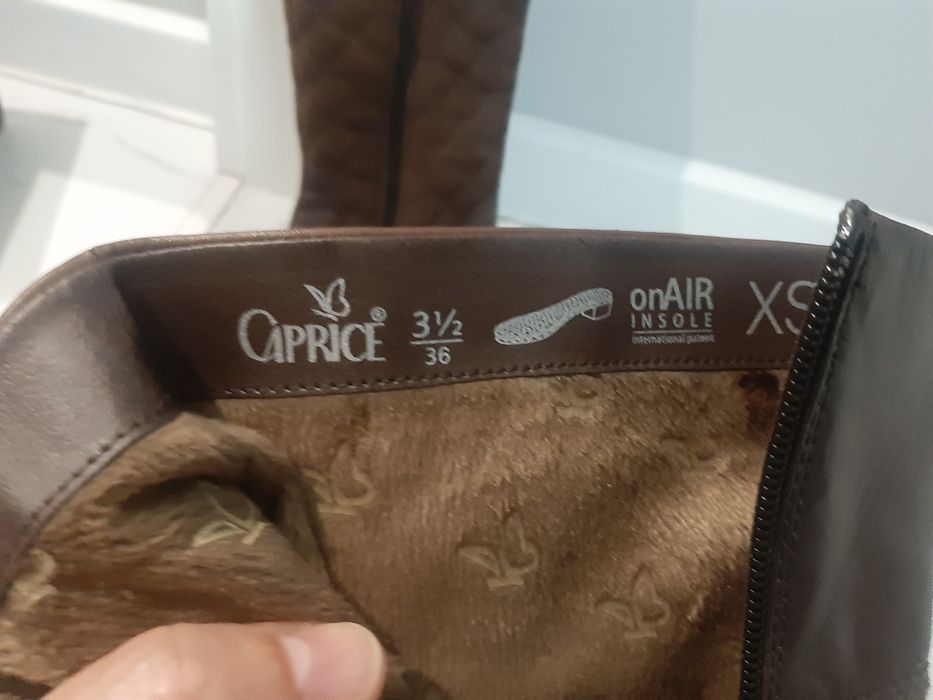 CAPRICE®
3½
36
onAIR
INSOLE
international patent
XS